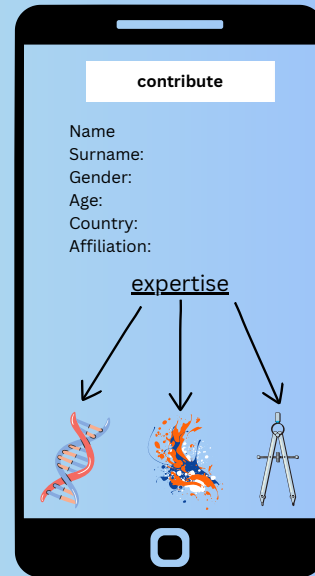 contribute
Name
Surname:
Gender:
Age:
Country:
Affiliation:
expertise